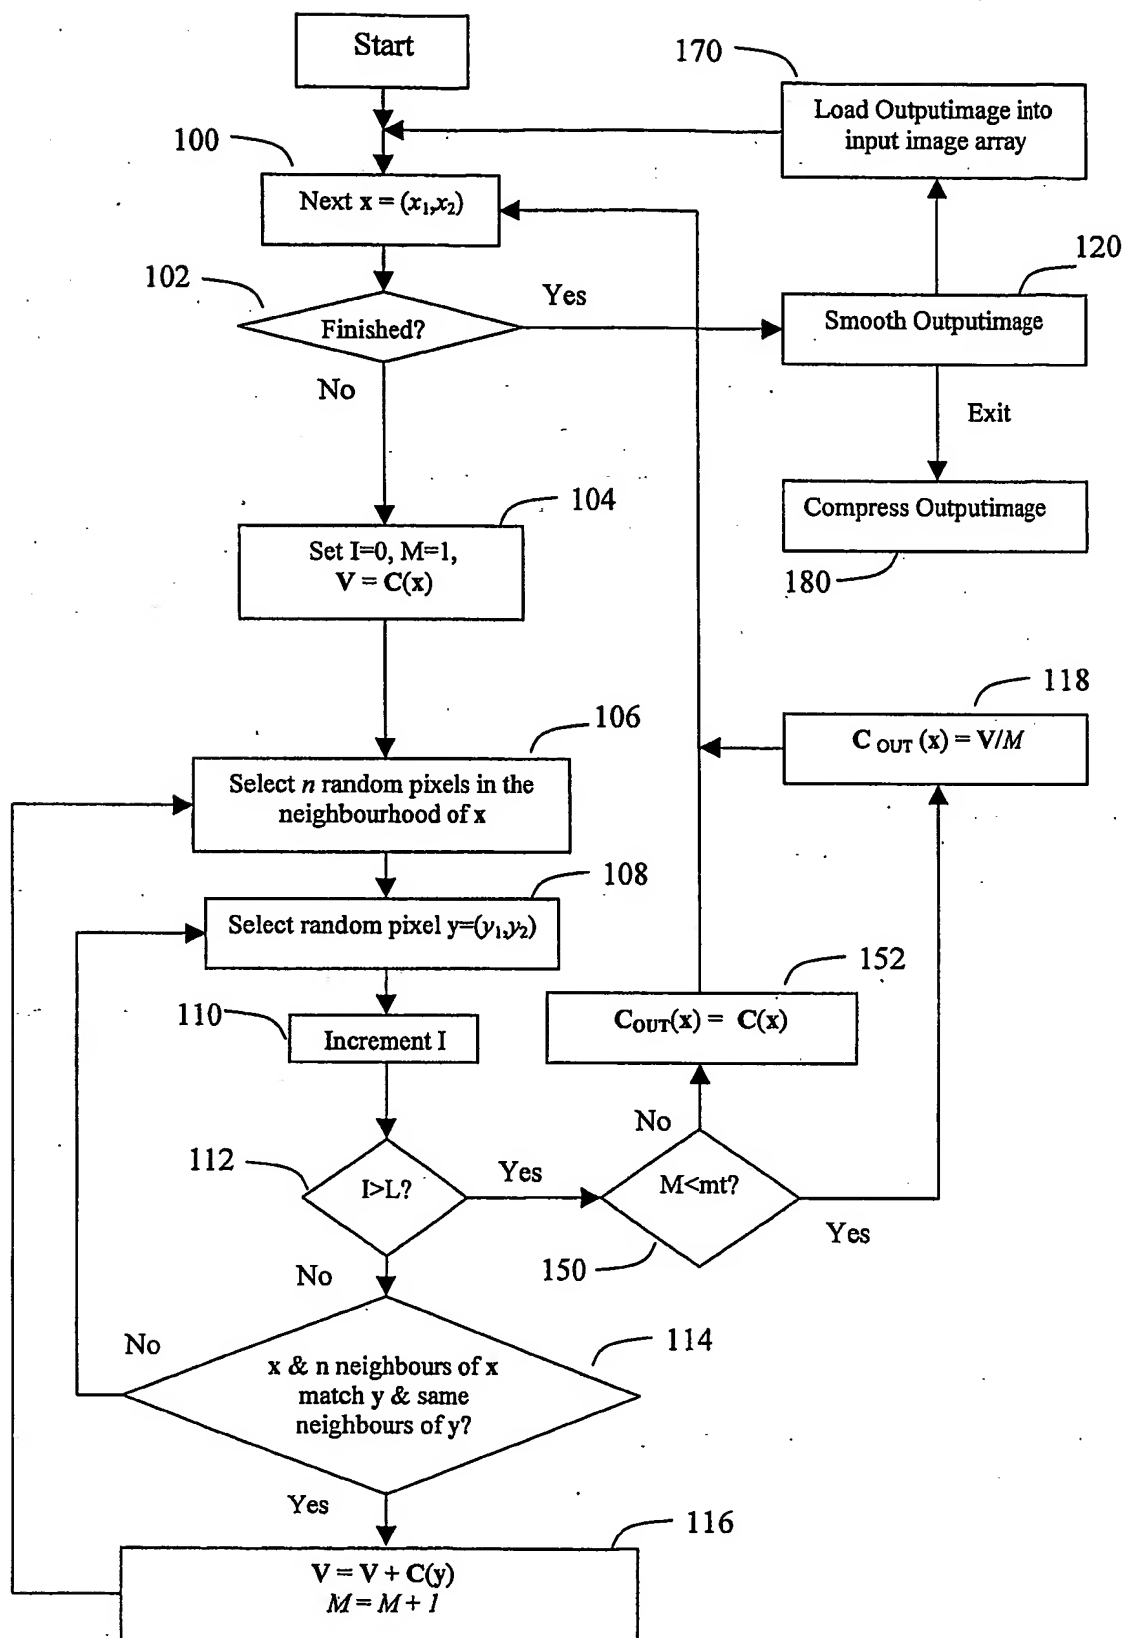 Start
170
Load Outputimage into
input image array
100
Next x = (x₁,x₂)
102
Finished?
Yes
120
Smooth Outputimage
No
Exit
Compress Outputimage
180
104
Set I=0, M=1,
V = C(x)
106
Select n random pixels in the
neighbourhood of x
118
C OUT (x) = V/M
108
Select random pixel y=(y₁,y₂)
152
C_OUT(x) = C(x)
110
Increment I
No
112
I>L?
Yes
M<mt?
Yes
150
No
No
114
x & n neighbours of x
match y & same
neighbours of y?
Yes
116
V = V + C(y)
M = M + 1